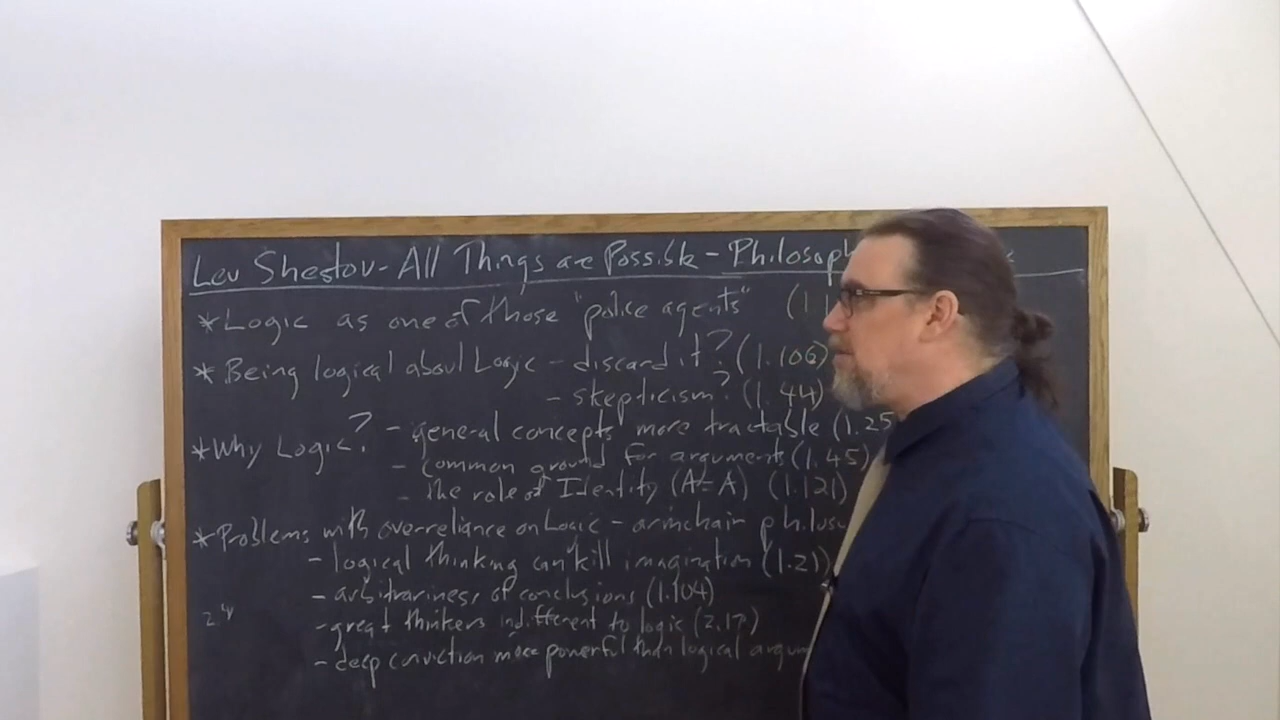 Lev Shestov - All Things are Possible - Philosoph
*Logic as one of those "police agents" (1.1
*Being logical about Logic - discard it? (1.106)
- skepticism? (1.44)
*Why Logic? - general concepts more tractable (1.25
- common ground for arguments (1.45)
- the role of Identity (A=A) (1.121)
*Problems with over-reliance on Logic - armchair philos
- logical thinking can kill imagination (1.21)
- arbitrariness of conclusions (1.104)
2.4
- great thinkers indifferent to logic (2.17)
- deep conviction more powerful than logical argum